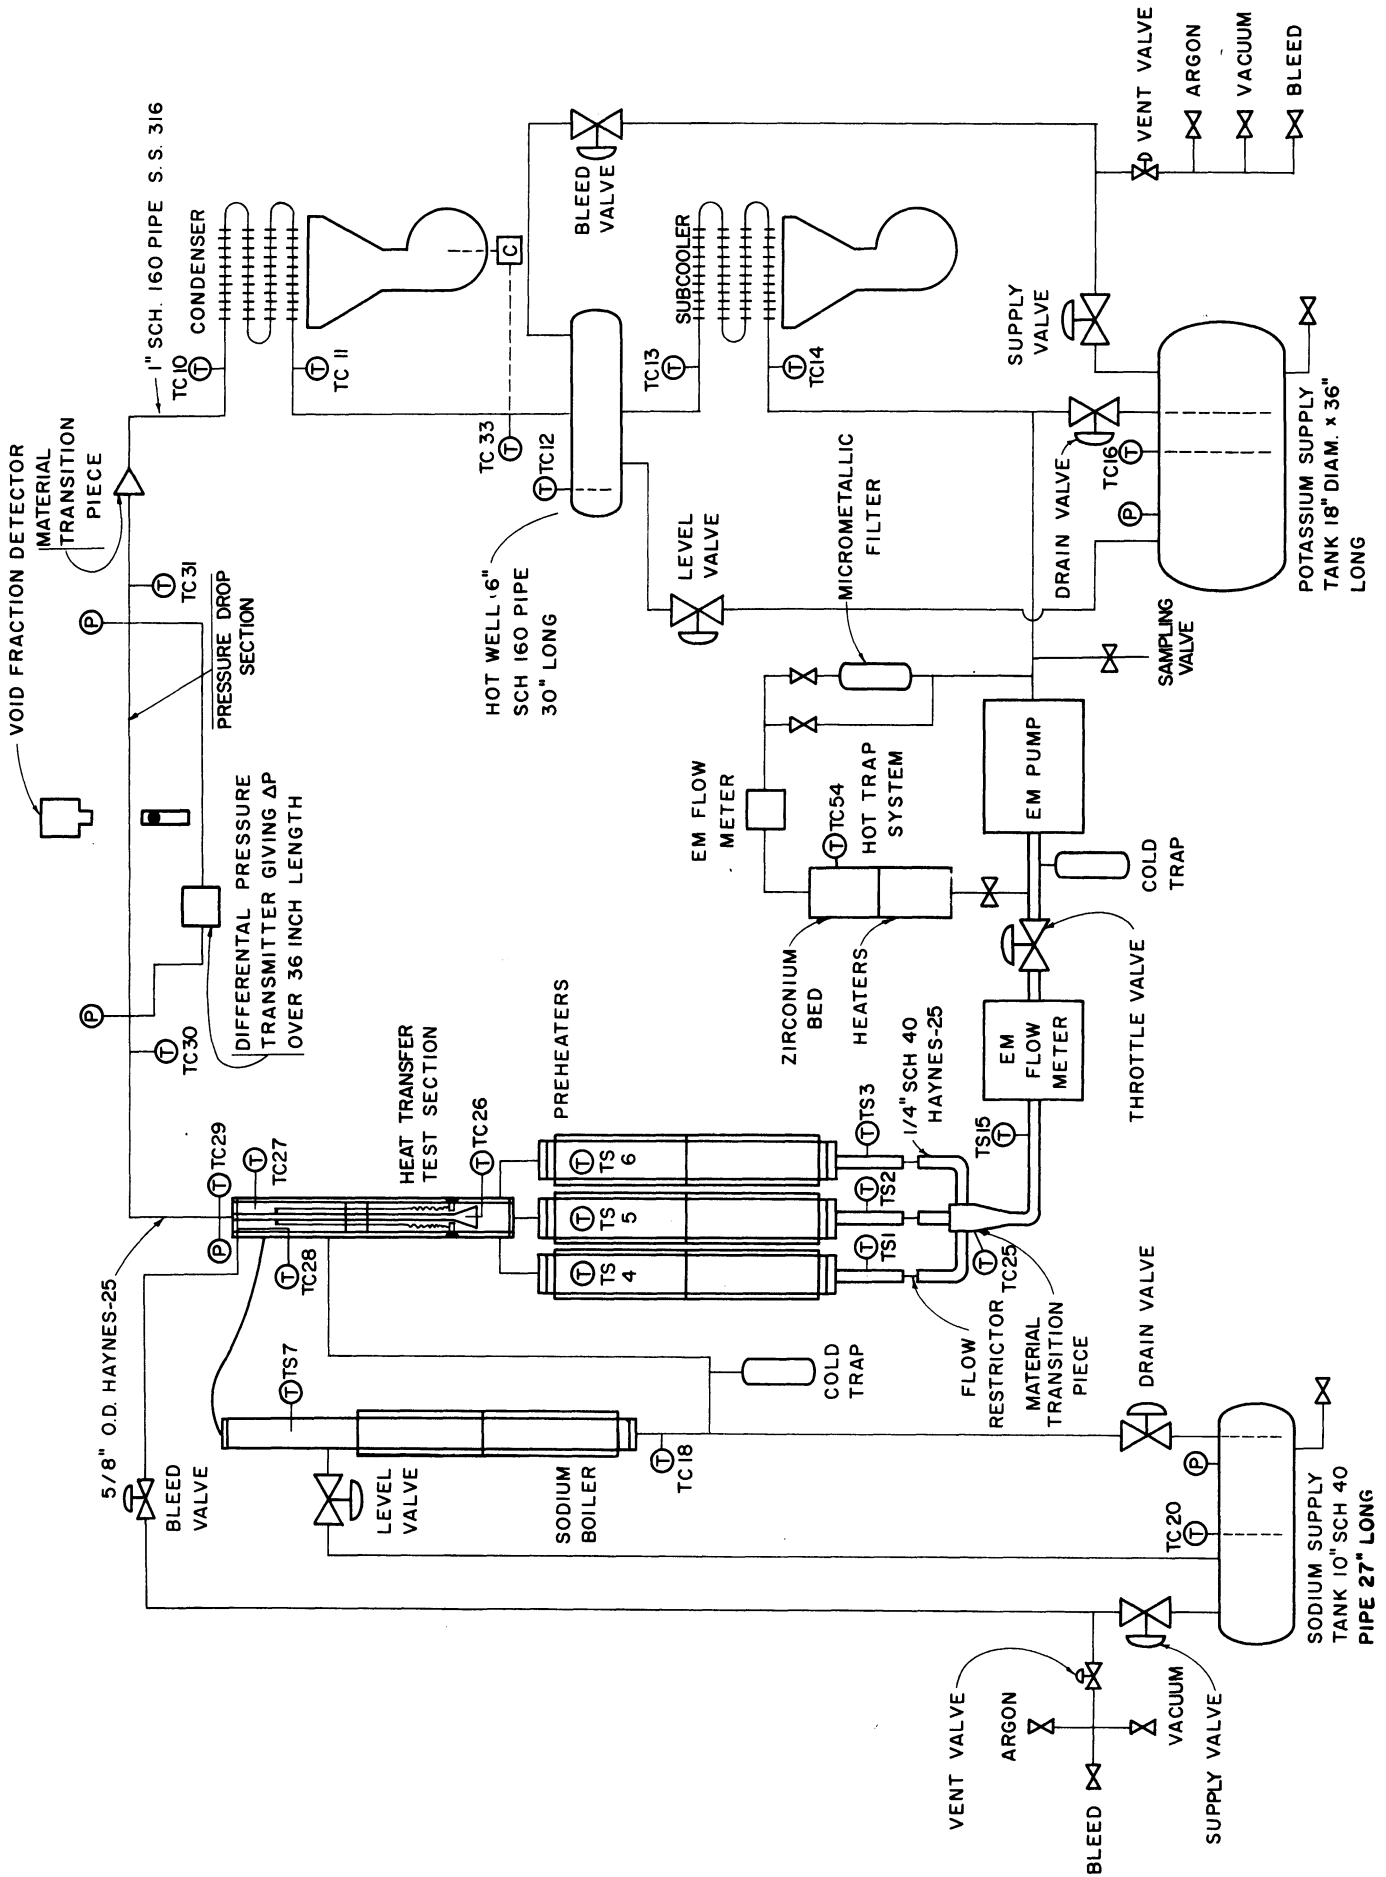 VOID FRACTION DETECTOR
MATERIAL
TRANSITION
PIECE
1" SCH. 160 PIPE S. S. 316
TC10
CONDENSER
TC 11
C
TC 33
T
TC12
T
BLEED
VALVE
TC31
T
P
PRESSURE DROP
SECTION
DIFFERENTAL PRESSURE
TRANSMITTER GIVING ΔP
OVER 36 INCH LENGTH
P
T
TC30
HOT WELL 6"
SCH 160 PIPE
30" LONG
LEVEL
VALVE
TC13
T
SUBCOOLER
T
TC14
SUPPLY
VALVE
VENT VALVE
ARGON
VACUUM
BLEED
MICROMETALLIC
FILTER
DRAIN VALVE
TC16
T
P
POTASSIUM SUPPLY
TANK 18" DIAM. x 36"
LONG
SAMPLING
VALVE
EM PUMP
EM FLOW
METER
T
TC54
HOT TRAP
SYSTEM
ZIRCONIUM
BED
HEATERS
COLD
TRAP
THROTTLE VALVE
EM
FLOW
METER
TS15
T
5/8" O.D. HAYNES-25
P
T
TC29
T
TC27
T
TC28
HEAT TRANSFER
TEST SECTION
T
TC26
PREHEATERS
T
TS
6
T
TS
5
T
TS
4
T
TS3
T
TS2
T
TS1
1/4" SCH 40
HAYNES-25
T
TC25
FLOW
RESTRICTOR
MATERIAL
TRANSITION
PIECE
T
TS7
BLEED
VALVE
LEVEL
VALVE
SODIUM
BOILER
T
TC18
COLD
TRAP
DRAIN VALVE
P
TC20
T
SODIUM SUPPLY
TANK 10" SCH 40
PIPE 27" LONG
VENT VALVE
ARGON
BLEED
VACUUM
SUPPLY VALVE